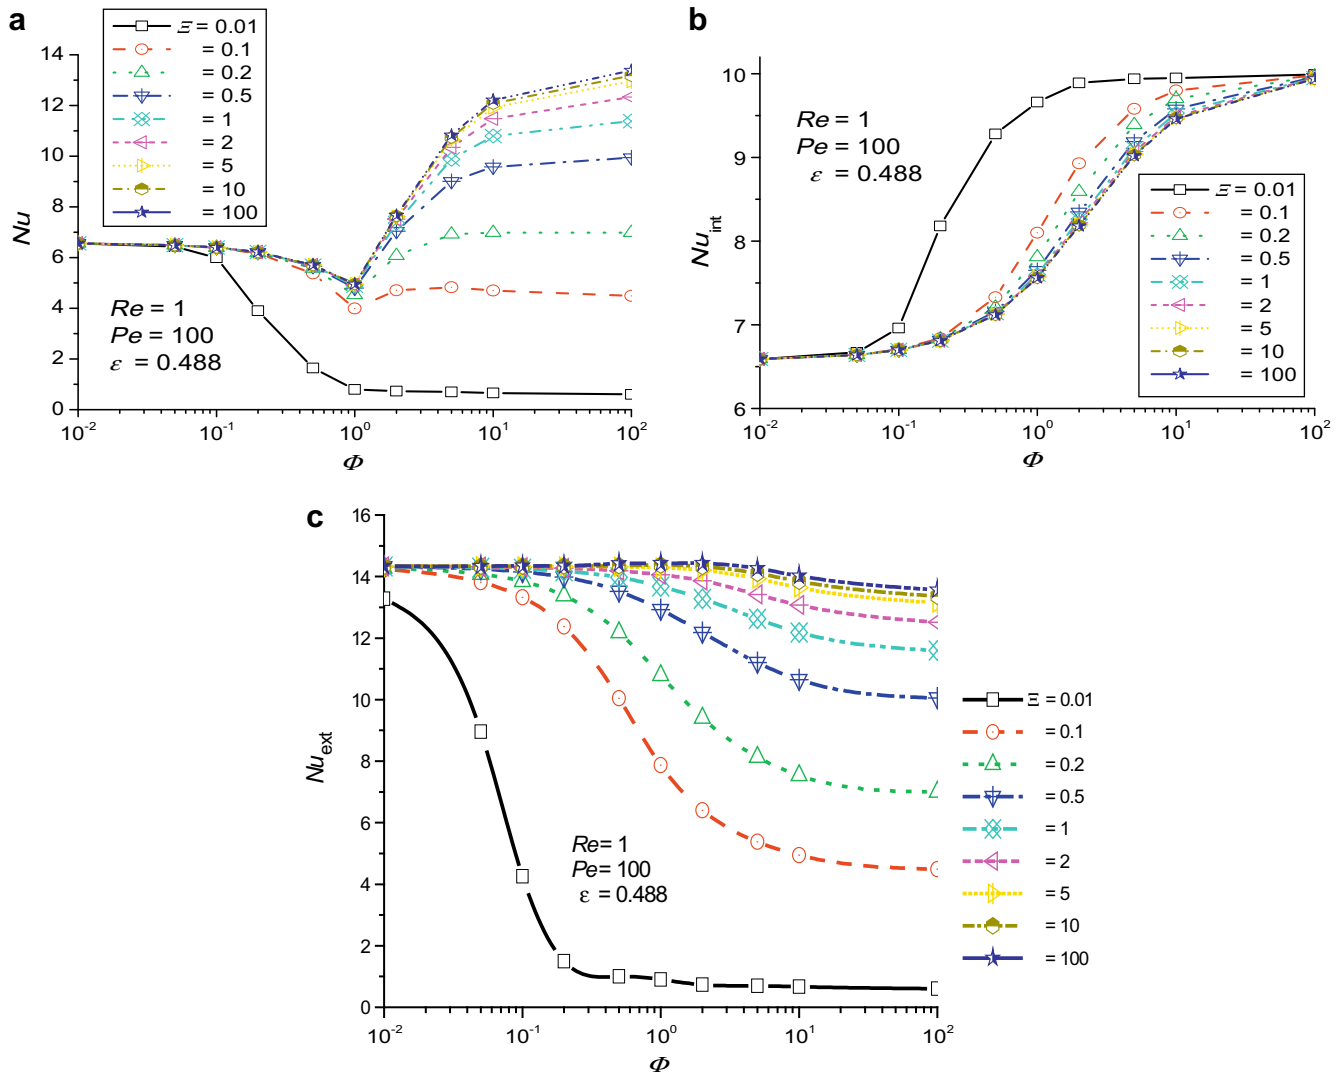 a
Ξ = 0.01
= 0.1
= 0.2
= 0.5
= 1
= 2
= 5
= 10
= 100
14
12
10
8
6
4
2
0
Nu
Re = 1
Pe = 100
ε = 0.488
10⁻²
10⁻¹
10⁰
10¹
10²
Φ
b
10
9
8
7
6
Nu_int
Re = 1
Pe = 100
ε = 0.488
Ξ = 0.01
= 0.1
= 0.2
= 0.5
= 1
= 2
= 5
= 10
= 100
10⁻²
10⁻¹
10⁰
10¹
10²
Φ
c
16
14
12
10
8
6
4
2
0
Nu_ext
Re = 1
Pe = 100
ε = 0.488
10⁻²
10⁻¹
10⁰
10¹
10²
Φ
Ξ = 0.01
= 0.1
= 0.2
= 0.5
= 1
= 2
= 5
= 10
= 100